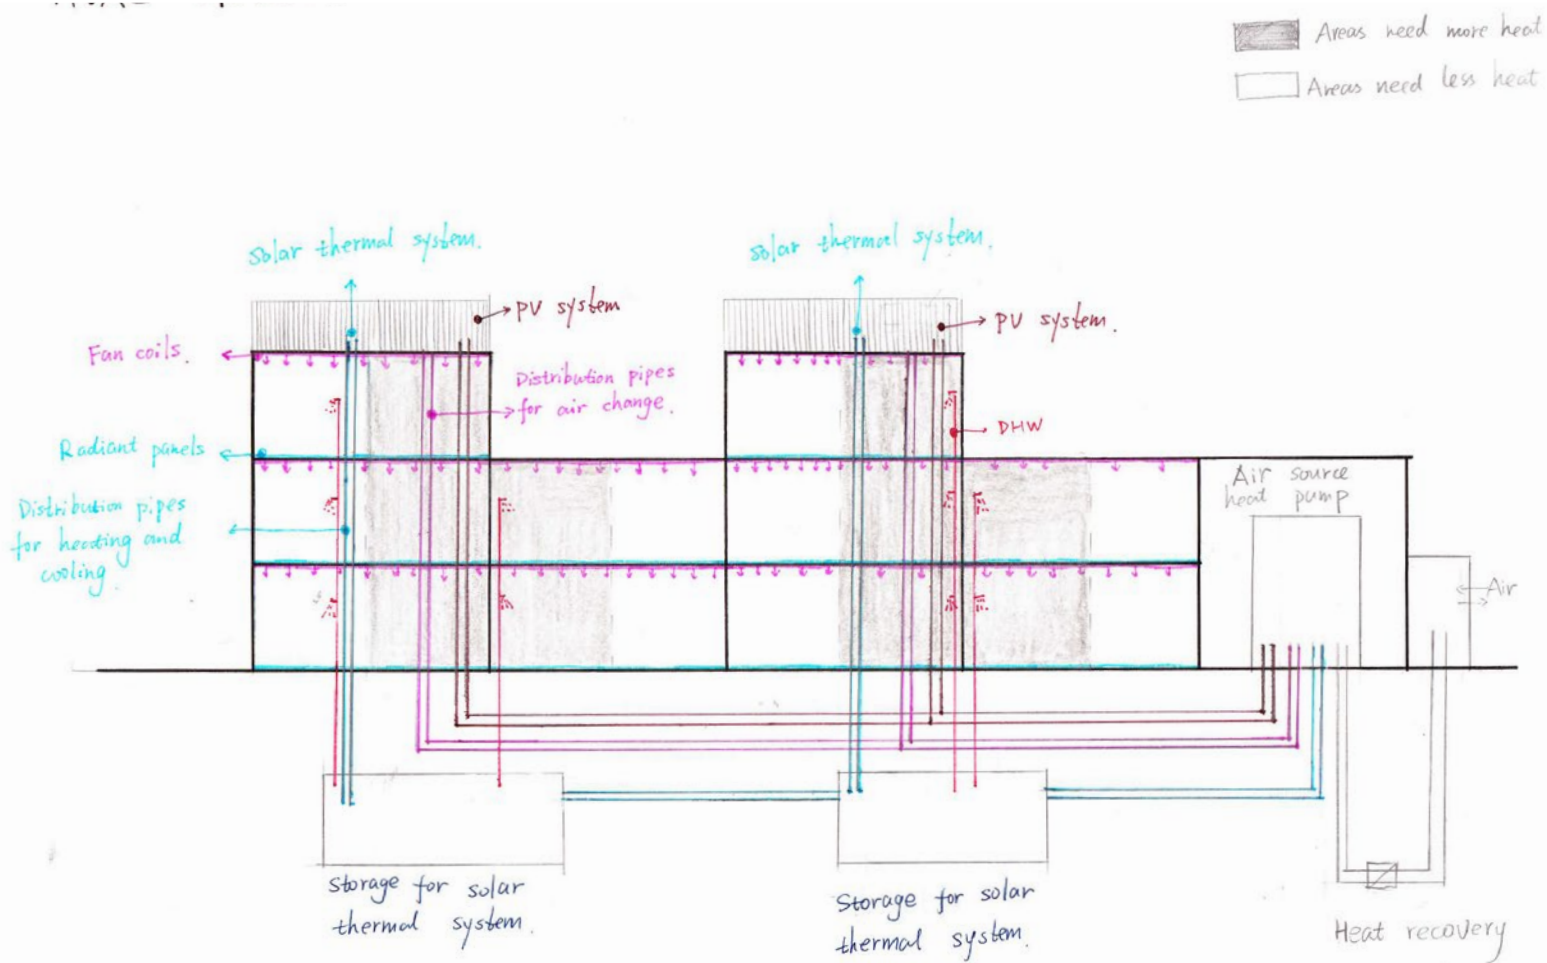 Areas need more heat
Areas need less heat
Solar thermal system.
Solar thermal system.
PV system
PV system.
Fan coils.
Distribution pipes
for air change.
DHW
Radiant panels
Air source
heat pump
Distribution pipes
for heating and
cooling.
Air
Storage for solar
thermal system.
Storage for solar
thermal system.
Heat recovery